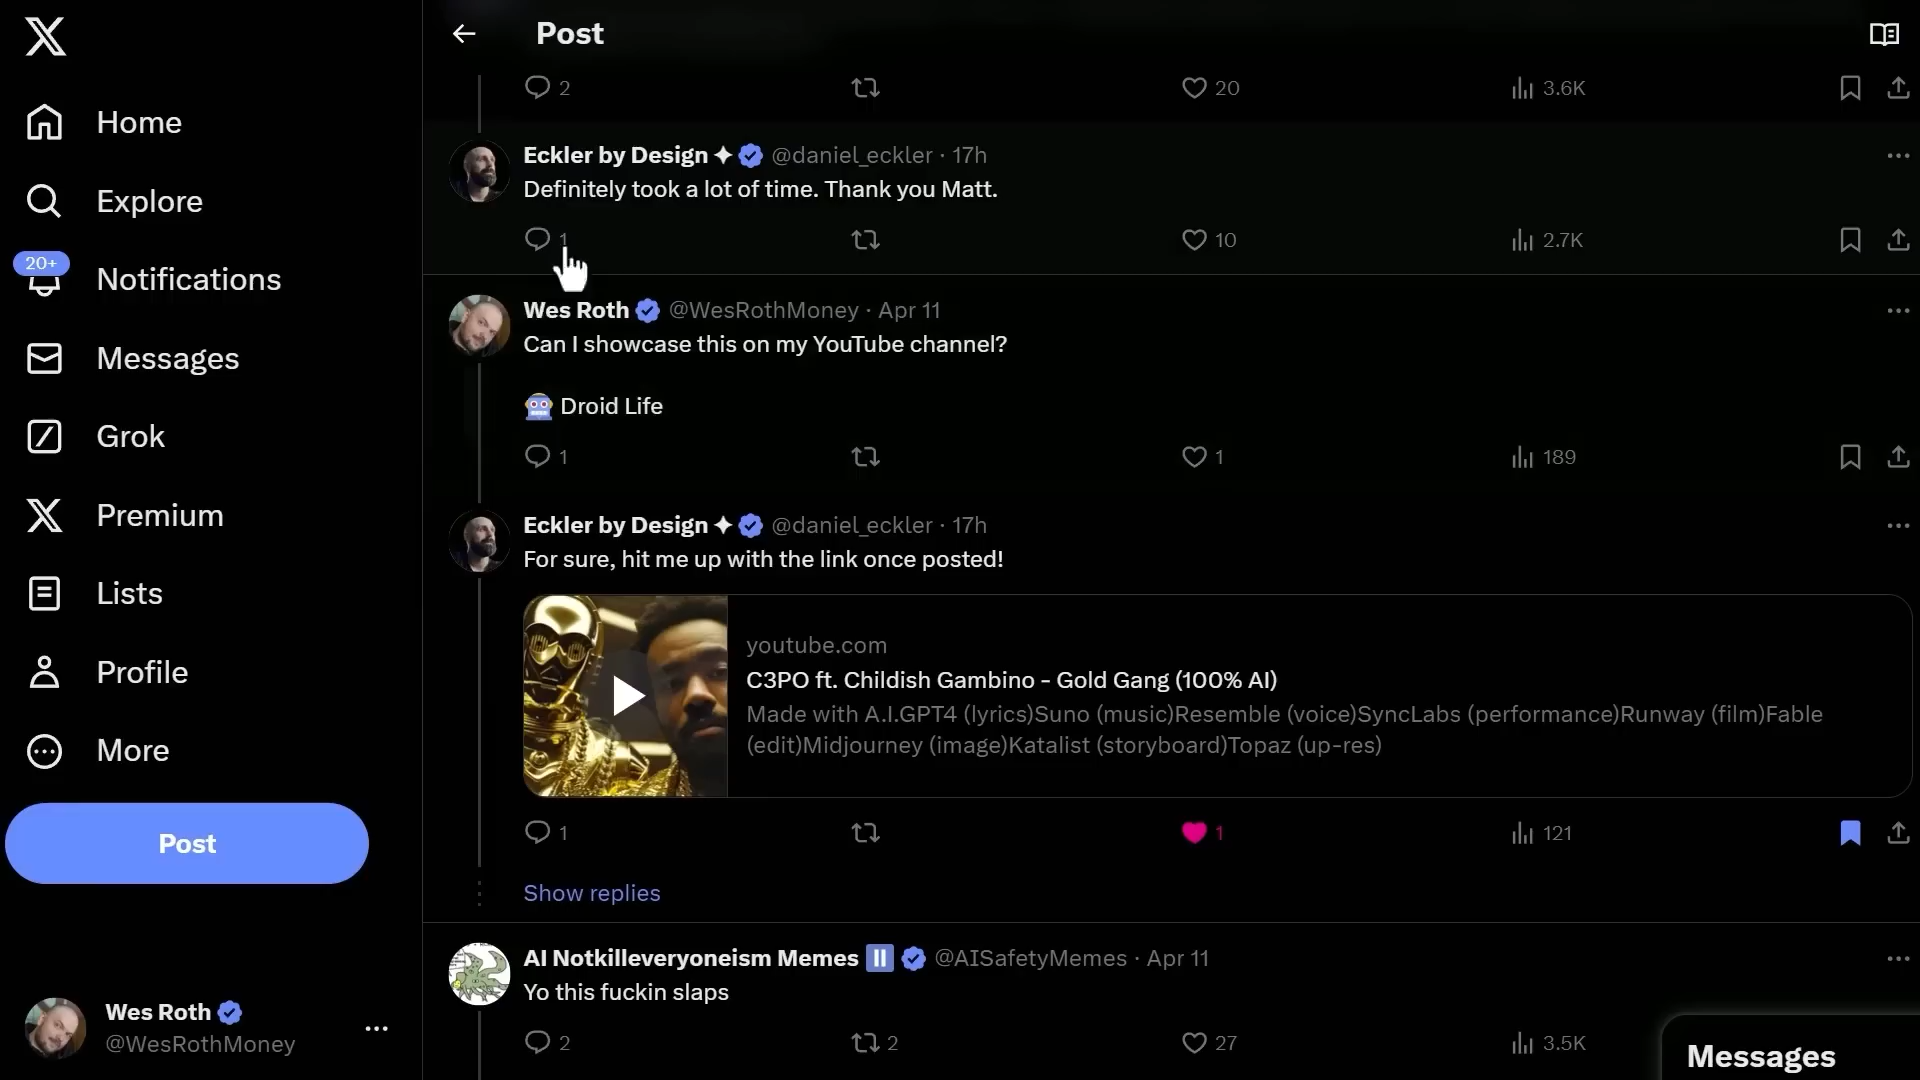 Post
2
20
3.6K
Home
Eckler by Design @daniel_eckler · 17h
Definitely took a lot of time. Thank you Matt.
Explore
1
10
2.7K
20+
Notifications
Wes Roth @WesRothMoney · Apr 11
Can I showcase this on my YouTube channel?
Messages
Droid Life
Grok
1
1
189
Premium
Eckler by Design @daniel_eckler · 17h
For sure, hit me up with the link once posted!
Lists
youtube.com
C3PO ft. Childish Gambino - Gold Gang (100% AI)
Made with A.I.GPT4 (lyrics)Suno (music)Resemble (voice)SyncLabs (performance)Runway (film)Fable
(edit)Midjourney (image)Katalist (storyboard)Topaz (up-res)
Profile
More
1
1
121
Post
Show replies
AI Notkilleveryoneism Memes @AISafetyMemes · Apr 11
Yo this fuckin slaps
2
2
27
3.5K
Wes Roth
@WesRothMoney
Messages